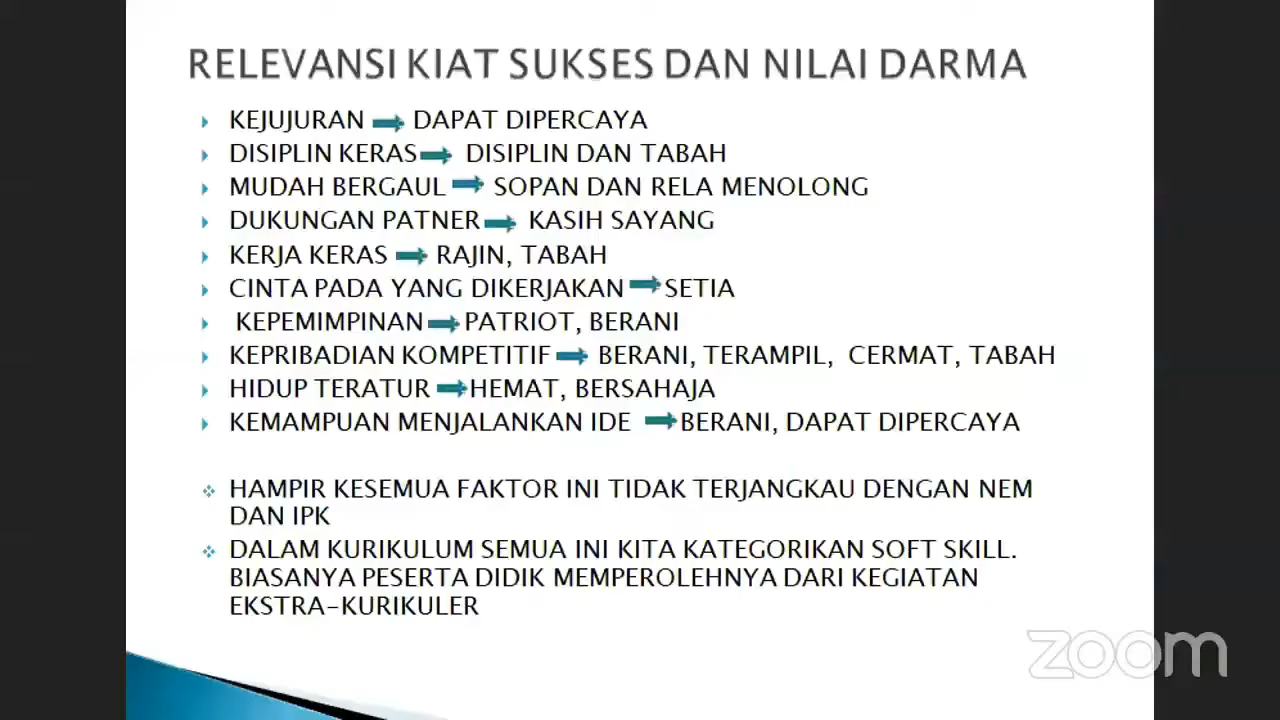 RELEVANSI KIAT SUKSES DAN NILAI DARMA
KEJUJURAN DAPAT DIPERCAYA
DISIPLIN KERAS DISIPLIN DAN TABAH
MUDAH BERGAUL SOPAN DAN RELA MENOLONG
DUKUNGAN PATNER KASIH SAYANG
KERJA KERAS RAJIN, TABAH
CINTA PADA YANG DIKERJAKAN SETIA
KEPEMIMPINAN PATRIOT, BERANI
KEPRIBADIAN KOMPETITIF BERANI, TERAMPIL, CERMAT, TABAH
HIDUP TERATUR HEMAT, BERSAHAJA
KEMAMPUAN MENJALANKAN IDE BERANI, DAPAT DIPERCAYA
HAMPIR KESEMUA FAKTOR INI TIDAK TERJANGKAU DENGAN NEM
DAN IPK
DALAM KURIKULUM SEMUA INI KITA KATEGORIKAN SOFT SKILL.
BIASANYA PESERTA DIDIK MEMPEROLEHNYA DARI KEGIATAN
EKSTRA-KURIKULER
zoom